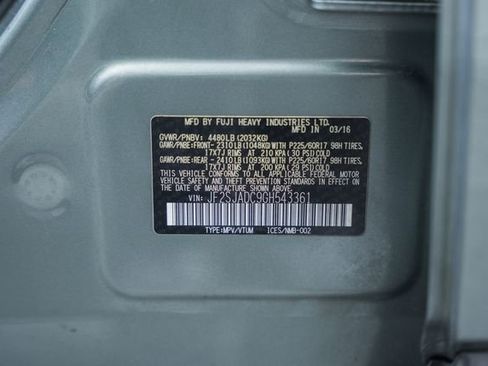 MFD BY FUJI HEAVY INDUSTRIES LTD.
IN 03/16
GVWR/PNBV: 4480LB (2032KG)
GAWR/PNBE:FRONT- 2310LB(1048KG)WITH P225/60R17 98H TIRES,
17X7J RIMS AT 210 KPA( 30 PSI)COLD
GAWR/PNBE:REAR - 2410LB(1093KG)WITH P225/60R17 98H TIRES,
17X7J RIMS AT 200 KPA( 29 PSI)COLD
THIS VEHICLE CONFORMS TO ALL APPLICABLE FEDERAL MOTOR
VEHICLE SAFETY, BUMPER, AND THEFT PREVENTION STANDARDS
IN EFFECT ON THE DATE OF MANUFACTURE SHOWN ABOVE.
VIN: JF2SJADC9GH543361
TYPE:MPV/VTUM ICES/NMB-002